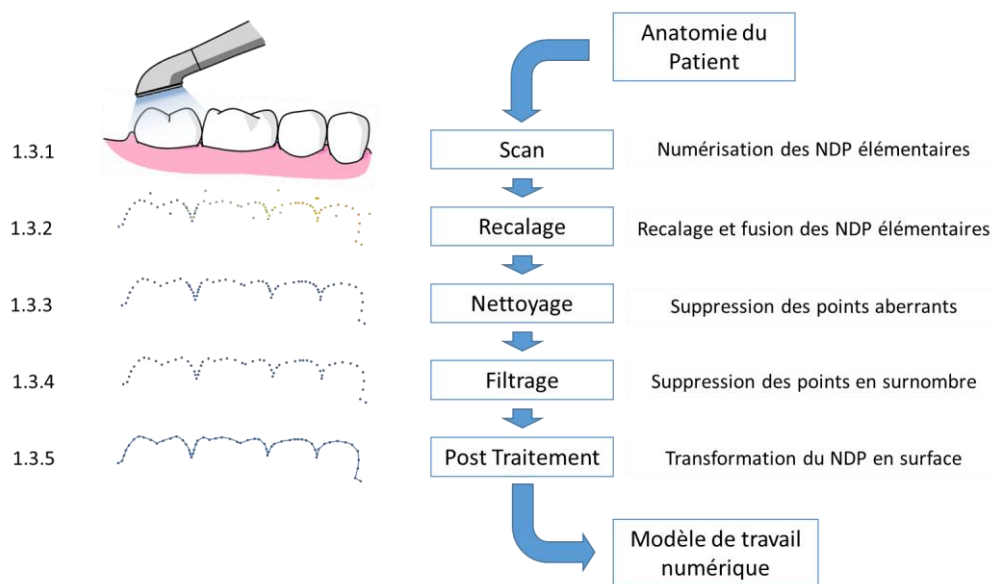 Anatomie du
Patient
1.3.1
Scan
Numérisation des NDP élémentaires
1.3.2
Recalage
Recalage et fusion des NDP élémentaires
1.3.3
Nettoyage
Suppression des points aberrants
1.3.4
Filtrage
Suppression des points en surnombre
1.3.5
Post Traitement
Transformation du NDP en surface
Modèle de travail
numérique